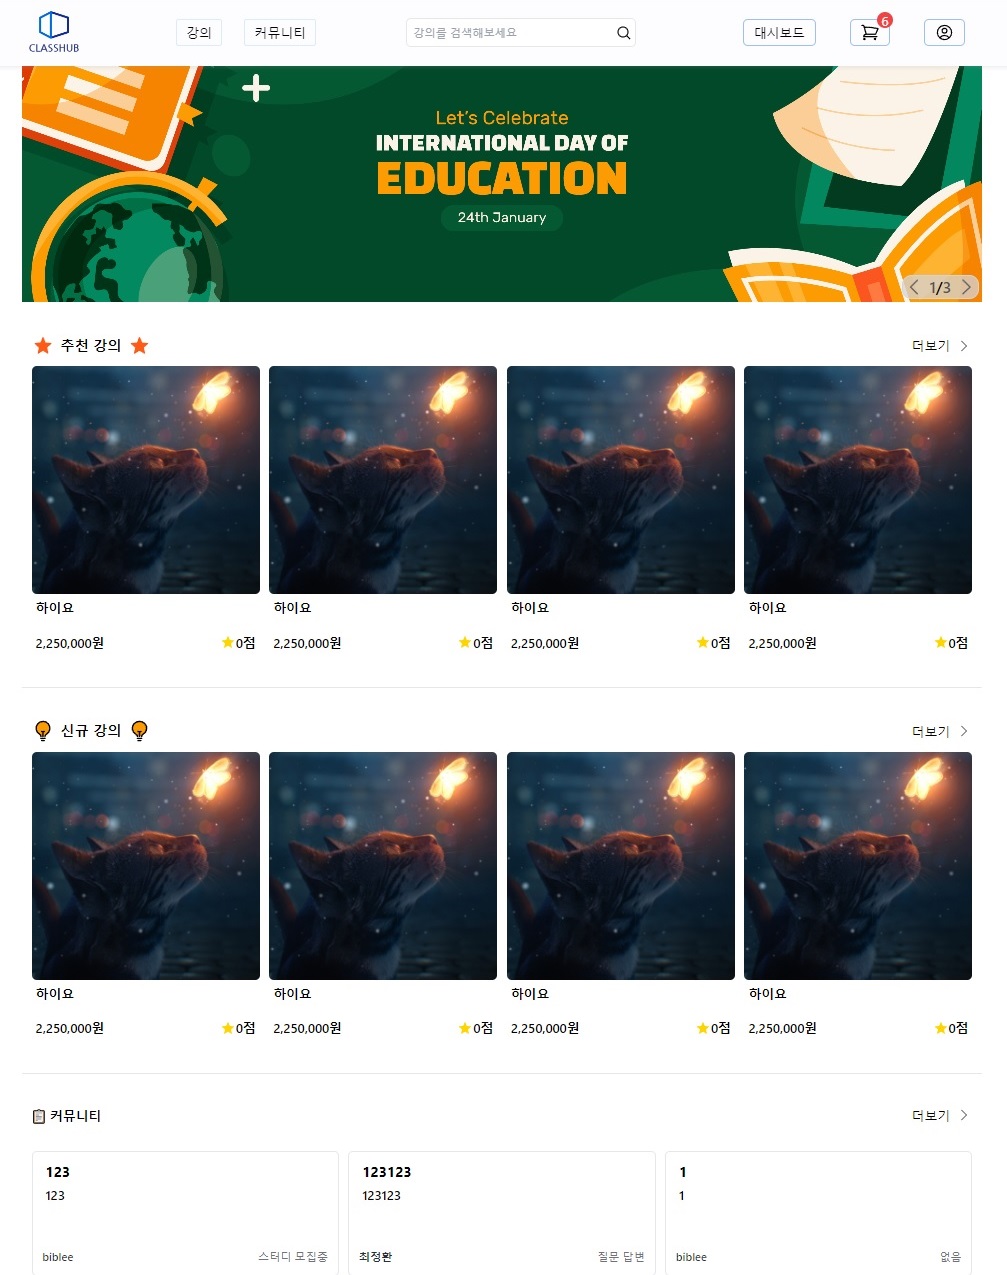 CLASSHUB
강의
커뮤니티
강의를 검색해보세요
대시보드
6
Let's Celebrate
INTERNATIONAL DAY OF
EDUCATION
24th January
1/3
추천 강의
더보기
하이요
하이요
하이요
하이요
2,250,000원 0점
2,250,000원 0점
2,250,000원 0점
2,250,000원 0점
신규 강의
더보기
하이요
하이요
하이요
하이요
2,250,000원 0점
2,250,000원 0점
2,250,000원 0점
2,250,000원 0점
커뮤니티
더보기
123
123
biblee 스터디 모집중
123123
123123
최정환 질문 답변
1
1
biblee 없음